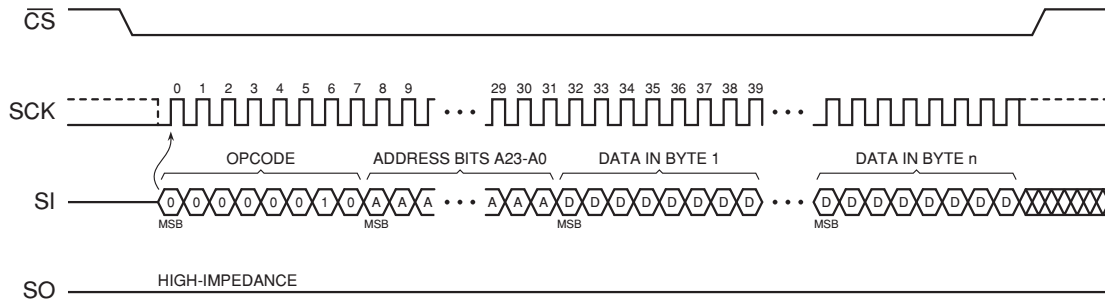 CS
0 1 2 3 4 5 6 7 8 9 29 30 31 32 33 34 35 36 37 38 39
SCK
OPCODE ADDRESS BITS A23-A0 DATA IN BYTE 1 DATA IN BYTE n
SI 0 0 0 0 0 0 1 0 A A A A A A D D D D D D D D D D D D D D D D
MSB MSB MSB MSB
HIGH-IMPEDANCE
SO